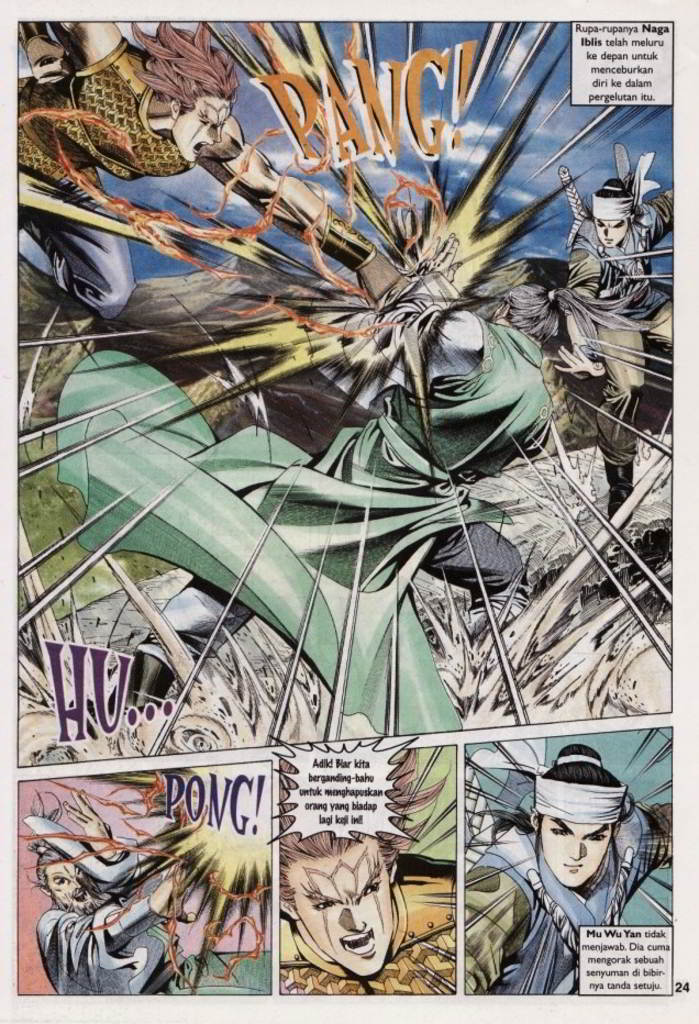 Rupa-rupanya Naga
Iblis telah meluru
ke depan untuk
menceburkan
diri ke dalam
pergelutan itu.
PANG!
HU...
PONG!
Adik! Biar kita
berganding-bahu
untuk menghapuskan
orang yang biadap
lagi keji ini!!
Mu Wu Yan tidak
menjawab. Dia cuma
mengorak sebuah
senyuman di bibir-
nya tanda setuju.
24